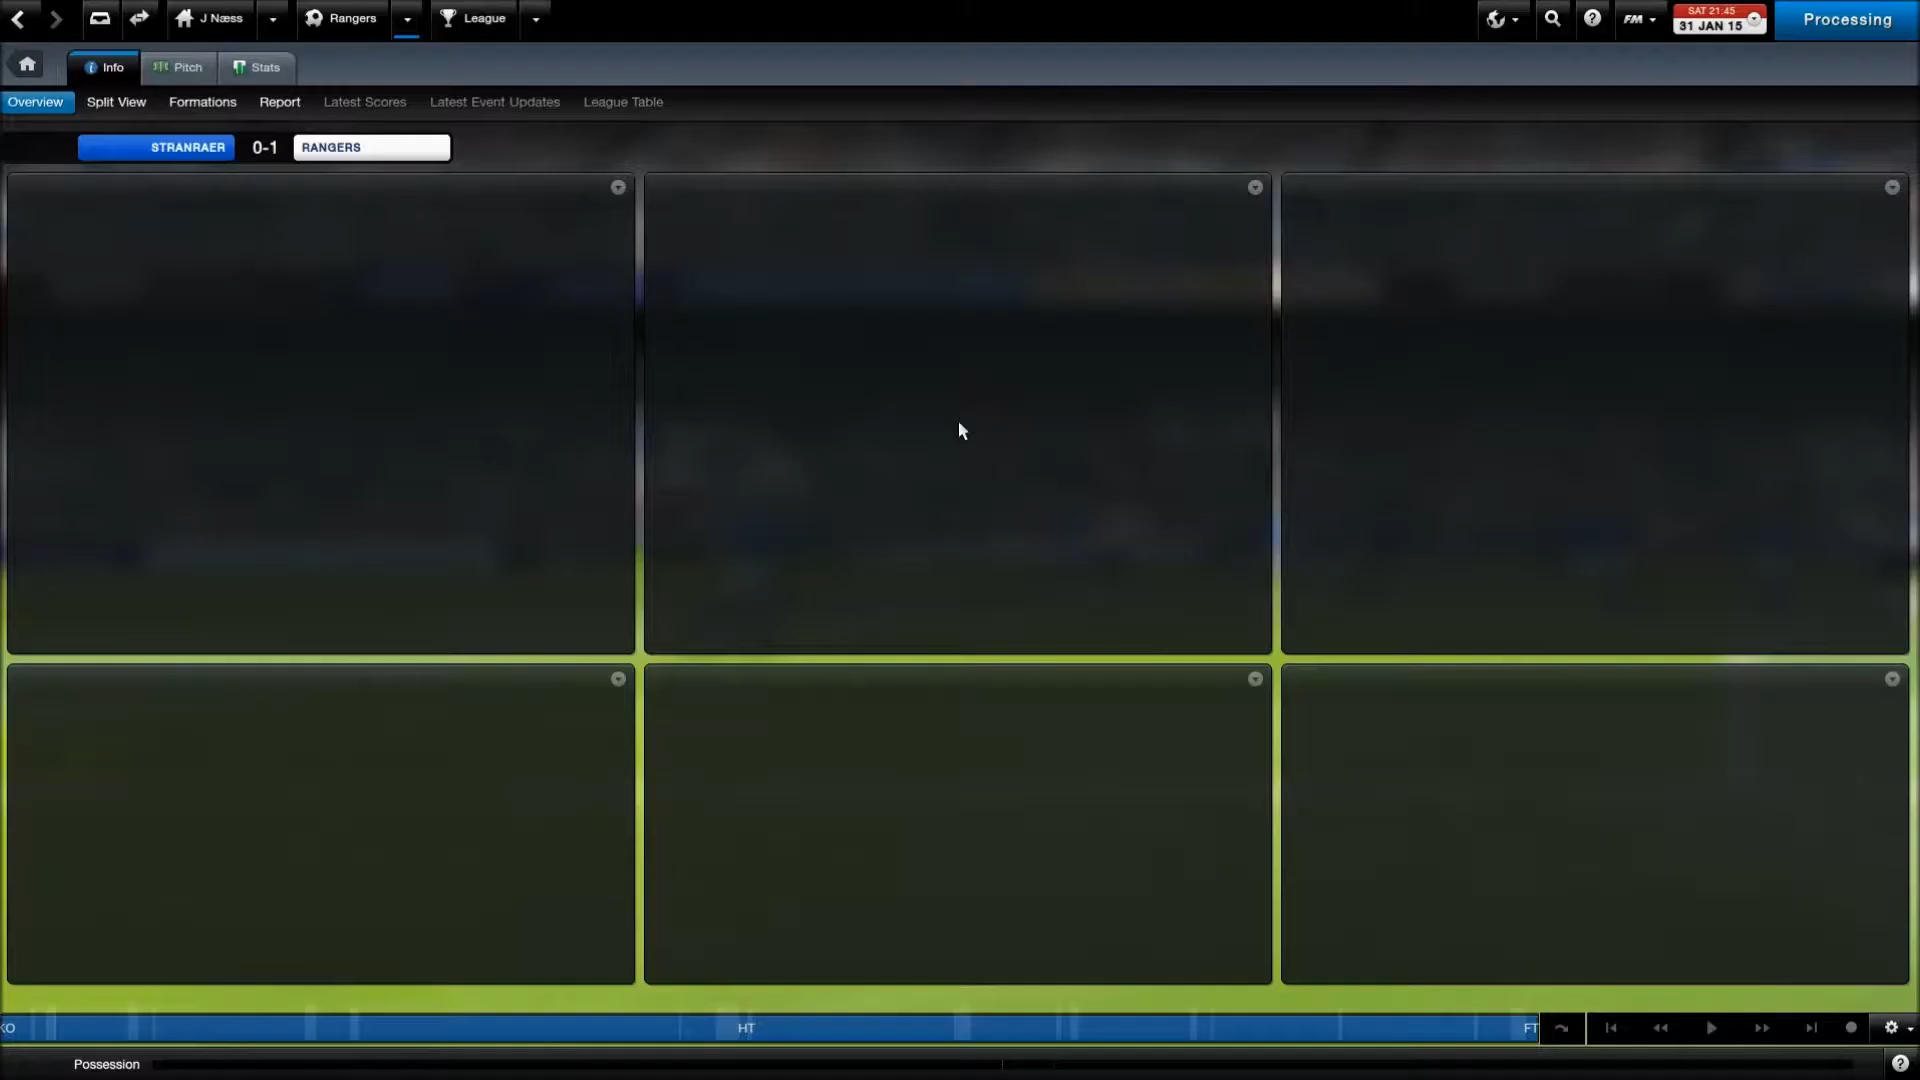 J Næss
Rangers
League
FM
SAT 21:45
31 JAN 15
Processing
Info
Pitch
Stats
Overview
Split View
Formations
Report
Latest Scores
Latest Event Updates
League Table
STRANRAER
0-1
RANGERS
KO
HT
FT
Possession